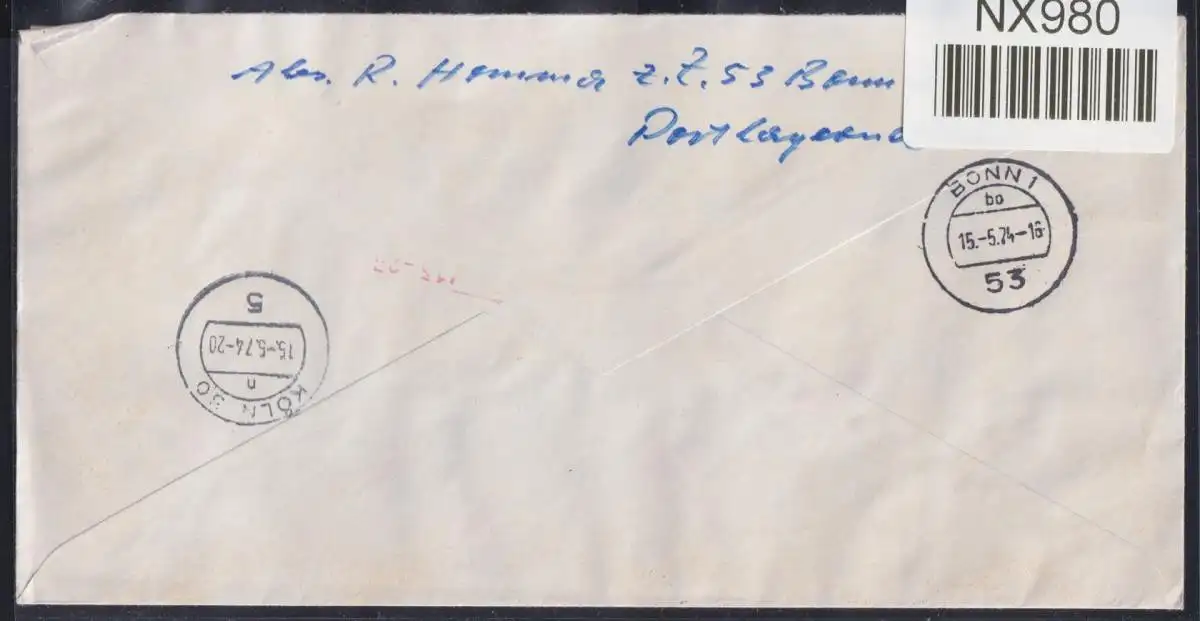 NX980
Abs. R. Hammer z.Z. 53 Bonn
Postlagernd
BONN 1
bo
15.-5.74-16
53
5
15.-5.74-20
n
KÖLN 30